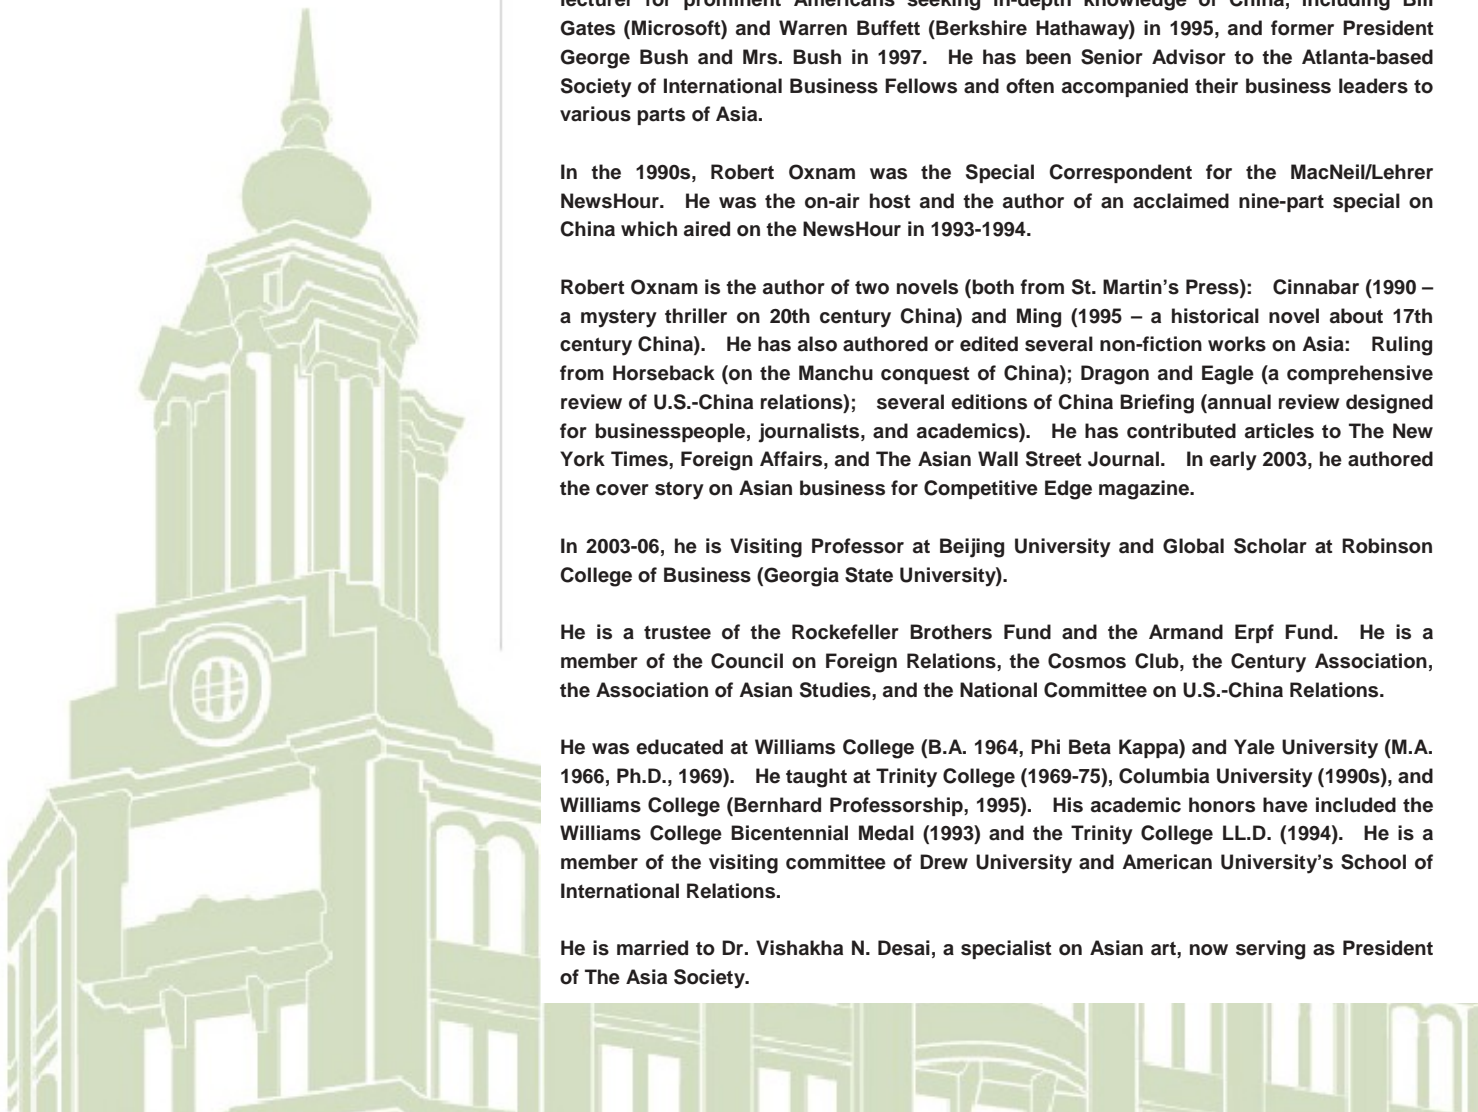 lecturer for prominent Americans seeking in-depth knowledge of China, including Bill
Gates (Microsoft) and Warren Buffett (Berkshire Hathaway) in 1995, and former President
George Bush and Mrs. Bush in 1997. He has been Senior Advisor to the Atlanta-based
Society of International Business Fellows and often accompanied their business leaders to
various parts of Asia.
In the 1990s, Robert Oxnam was the Special Correspondent for the MacNeil/Lehrer
NewsHour. He was the on-air host and the author of an acclaimed nine-part special on
China which aired on the NewsHour in 1993-1994.
Robert Oxnam is the author of two novels (both from St. Martin’s Press): Cinnabar (1990 –
a mystery thriller on 20th century China) and Ming (1995 – a historical novel about 17th
century China). He has also authored or edited several non-fiction works on Asia: Ruling
from Horseback (on the Manchu conquest of China); Dragon and Eagle (a comprehensive
review of U.S.-China relations); several editions of China Briefing (annual review designed
for businesspeople, journalists, and academics). He has contributed articles to The New
York Times, Foreign Affairs, and The Asian Wall Street Journal. In early 2003, he authored
the cover story on Asian business for Competitive Edge magazine.
In 2003-06, he is Visiting Professor at Beijing University and Global Scholar at Robinson
College of Business (Georgia State University).
He is a trustee of the Rockefeller Brothers Fund and the Armand Erpf Fund. He is a
member of the Council on Foreign Relations, the Cosmos Club, the Century Association,
the Association of Asian Studies, and the National Committee on U.S.-China Relations.
He was educated at Williams College (B.A. 1964, Phi Beta Kappa) and Yale University (M.A.
1966, Ph.D., 1969). He taught at Trinity College (1969-75), Columbia University (1990s), and
Williams College (Bernhard Professorship, 1995). His academic honors have included the
Williams College Bicentennial Medal (1993) and the Trinity College LL.D. (1994). He is a
member of the visiting committee of Drew University and American University’s School of
International Relations.
He is married to Dr. Vishakha N. Desai, a specialist on Asian art, now serving as President
of The Asia Society.